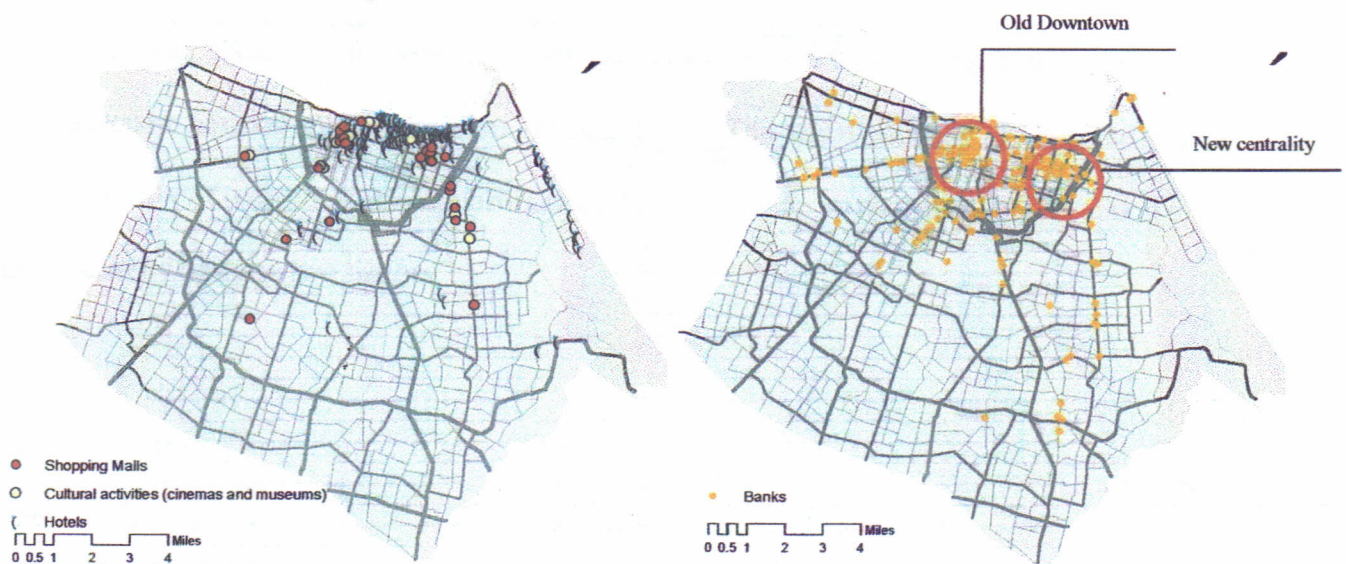 Old Downtown
New centrality
Shopping Malls
Cultural activities (cinemas and museums)
Hotels
Miles
0 0.5 1 2 3 4
Banks
Miles
0 0.5 1 2 3 4